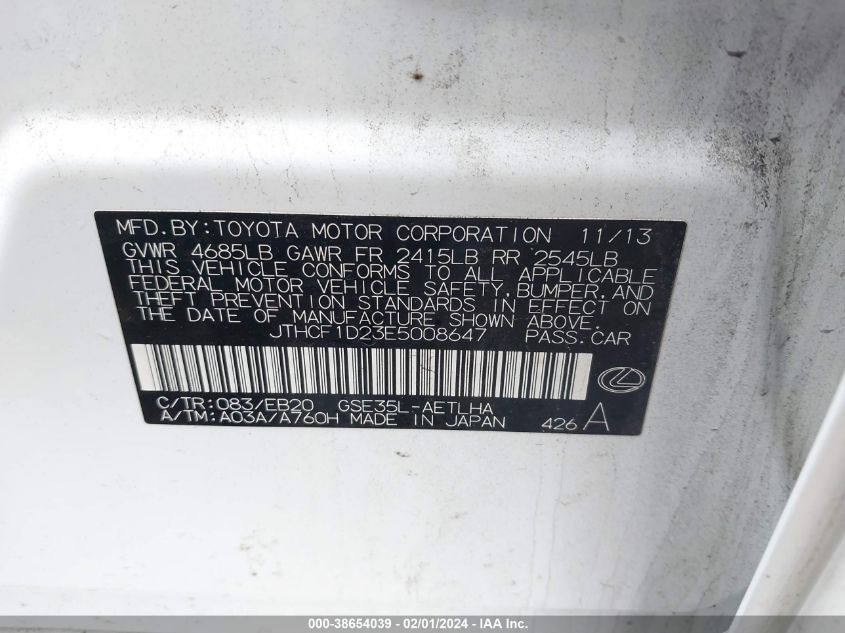 MFD.BY:TOYOTA MOTOR CORPORATION 11/13
GVWR 4685LB GAWR FR 2415LB RR 2545LB
THIS VEHICLE CONFORMS TO ALL APPLICABLE
FEDERAL MOTOR VEHICLE SAFETY,BUMPER,AND
THEFT PREVENTION STANDARDS IN EFFECT ON
THE DATE OF MANUFACTURE SHOWN ABOVE.
JTHCF1D23E5008647 PASS.CAR
C/TR:083/EB20 GSE35L-AETLHA
A/TM:A03A/A760H MADE IN JAPAN 426 A
000-38654039 - 02/01/2024 - IAA Inc.